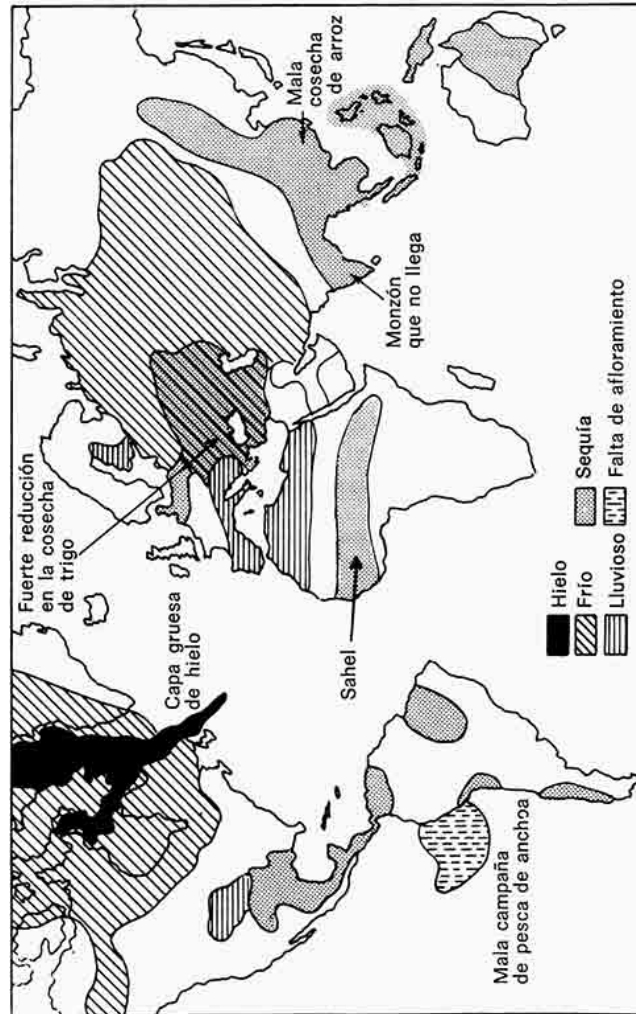 Fuerte reducción
en la cosecha
de trigo
Capa gruesa
de hielo
Sahel
Mala
cosecha
de arroz
Monzón
que no llega
Mala campaña
de pesca de anchoa
Hielo
Frío
Lluvioso
Sequía
Falta de afloramiento